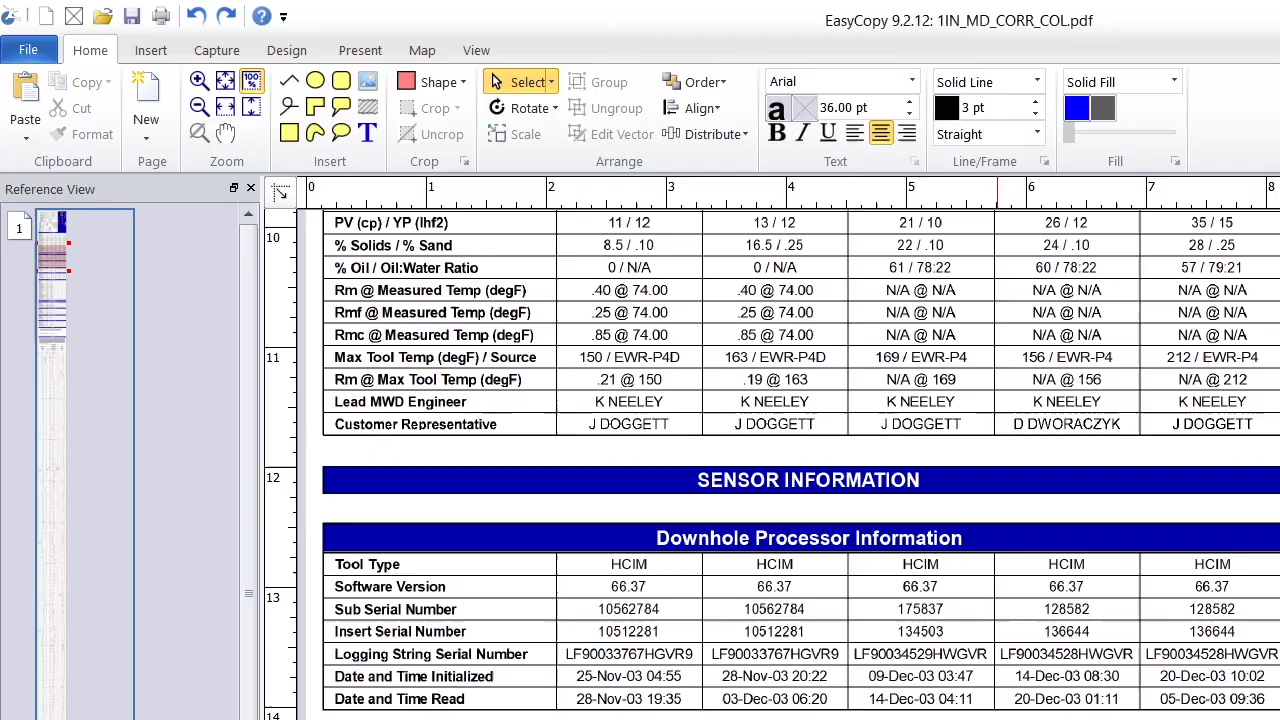 EasyCopy 9.2.12: 1IN_MD_CORR_COL.pdf
File Home Insert Capture Design Present Map View
Paste Copy Cut Format Clipboard
New Page
100% Zoom
T Insert
Shape Crop Uncrop Crop
Select Rotate Scale Group Ungroup Edit Vector Order Align Distribute Arrange
Arial
a 36.00 pt
B I U
Text
Solid Line
3 pt
Straight
Line/Frame
Solid Fill
Fill
Reference View
1
0 1 2 3 4 5 6 7 8
10
11
12
13
14
PV (cp) / YP (lhf2) 11 / 12 13 / 12 21 / 10 26 / 12 35 / 15
% Solids / % Sand 8.5 / .10 16.5 / .25 22 / .10 24 / .10 28 / .25
% Oil / Oil:Water Ratio 0 / N/A 0 / N/A 61 / 78:22 60 / 78:22 57 / 79:21
Rm @ Measured Temp (degF) .40 @ 74.00 .40 @ 74.00 N/A @ N/A N/A @ N/A N/A @ N/A
Rmf @ Measured Temp (degF) .25 @ 74.00 .25 @ 74.00 N/A @ N/A N/A @ N/A N/A @ N/A
Rmc @ Measured Temp (degF) .85 @ 74.00 .85 @ 74.00 N/A @ N/A N/A @ N/A N/A @ N/A
Max Tool Temp (degF) / Source 150 / EWR-P4D 163 / EWR-P4D 169 / EWR-P4 156 / EWR-P4 212 / EWR-P4
Rm @ Max Tool Temp (degF) .21 @ 150 .19 @ 163 N/A @ 169 N/A @ 156 N/A @ 212
Lead MWD Engineer K NEELEY K NEELEY K NEELEY K NEELEY K NEELEY
Customer Representative J DOGGETT J DOGGETT J DOGGETT D DWORACZYK J DOGGETT
SENSOR INFORMATION
Downhole Processor Information
Tool Type HCIM HCIM HCIM HCIM HCIM
Software Version 66.37 66.37 66.37 66.37 66.37
Sub Serial Number 10562784 10562784 175837 128582 128582
Insert Serial Number 10512281 10512281 134503 136644 136644
Logging String Serial Number LF90033767HGVR9 LF90033767HGVR9 LF90034529HWGVR LF90034528HWGVR LF90034528HWGVR
Date and Time Initialized 25-Nov-03 04:55 28-Nov-03 20:22 09-Dec-03 03:47 14-Dec-03 08:30 20-Dec-03 10:02
Date and Time Read 28-Nov-03 19:35 03-Dec-03 06:20 14-Dec-03 04:11 20-Dec-03 01:11 05-Dec-03 09:36